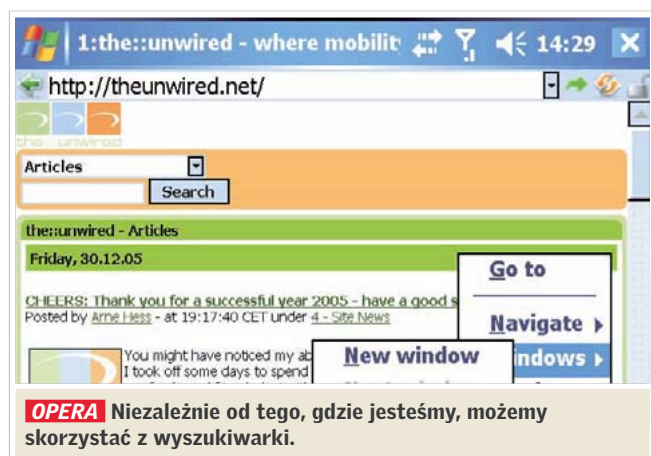 1:the::unwired - where mobilit 14:29
http://theunwired.net/
the::unwired
Articles
Search
the::unwired - Articles
Friday, 30.12.05
Go to
CHEERS: Thank you for a successful year 2005 - have a good s
Navigate
Posted by Arne Hess - at 19:17:40 CET under 4 - Site News
You might have noticed my ab
New window
indows
I took off some days to spend
OPERA Niezależnie od tego, gdzie jesteśmy, możemy
skorzystać z wyszukiwarki.